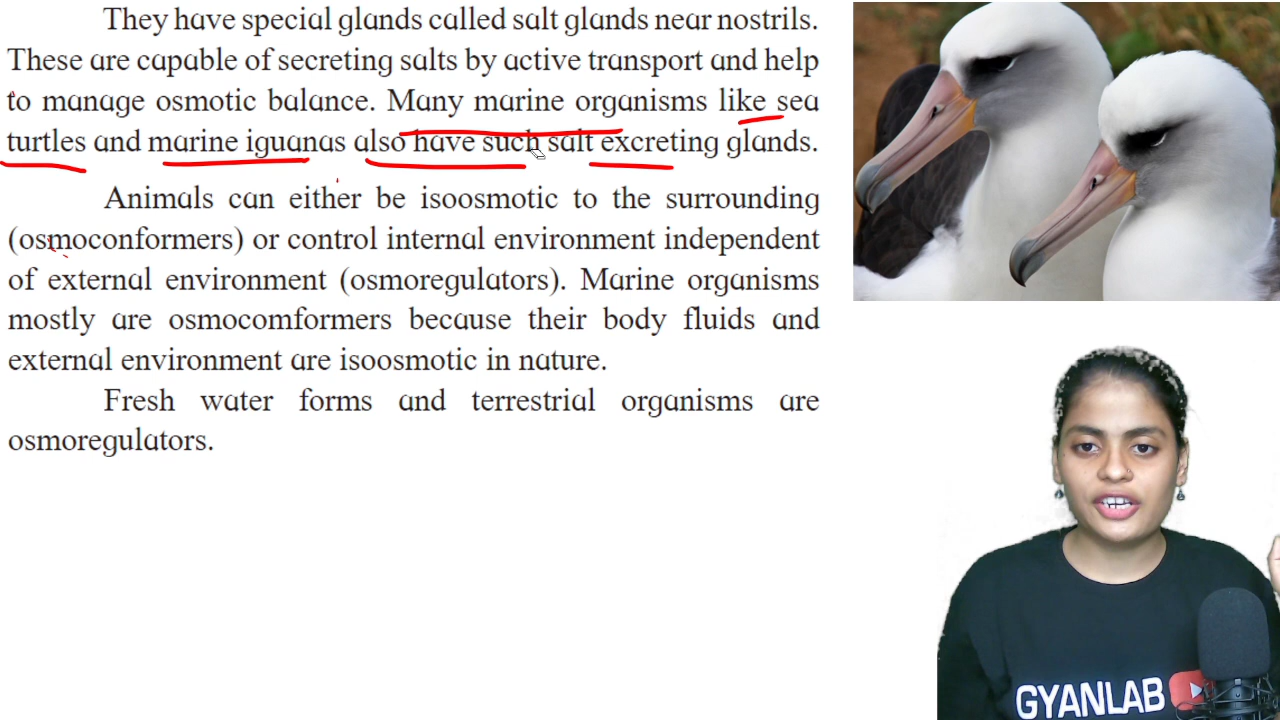 They have special glands called salt glands near nostrils.
These are capable of secreting salts by active transport and help
to manage osmotic balance. Many marine organisms like sea
turtles and marine iguanas also have such salt excreting glands.
Animals can either be isoosmotic to the surrounding
(osmoconformers) or control internal environment independent
of external environment (osmoregulators). Marine organisms
mostly are osmocomformers because their body fluids and
external environment are isoosmotic in nature.
Fresh water forms and terrestrial organisms are
osmoregulators.
GYANLAB